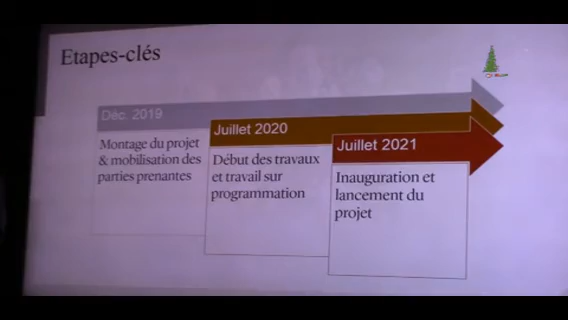 Etapes-clés
Déc. 2019
Montage du projet
& mobilisation des
parties prenantes
Juillet 2020
Début des travaux
et travail sur
programmation
Juillet 2021
Inauguration et
lancement du
projet